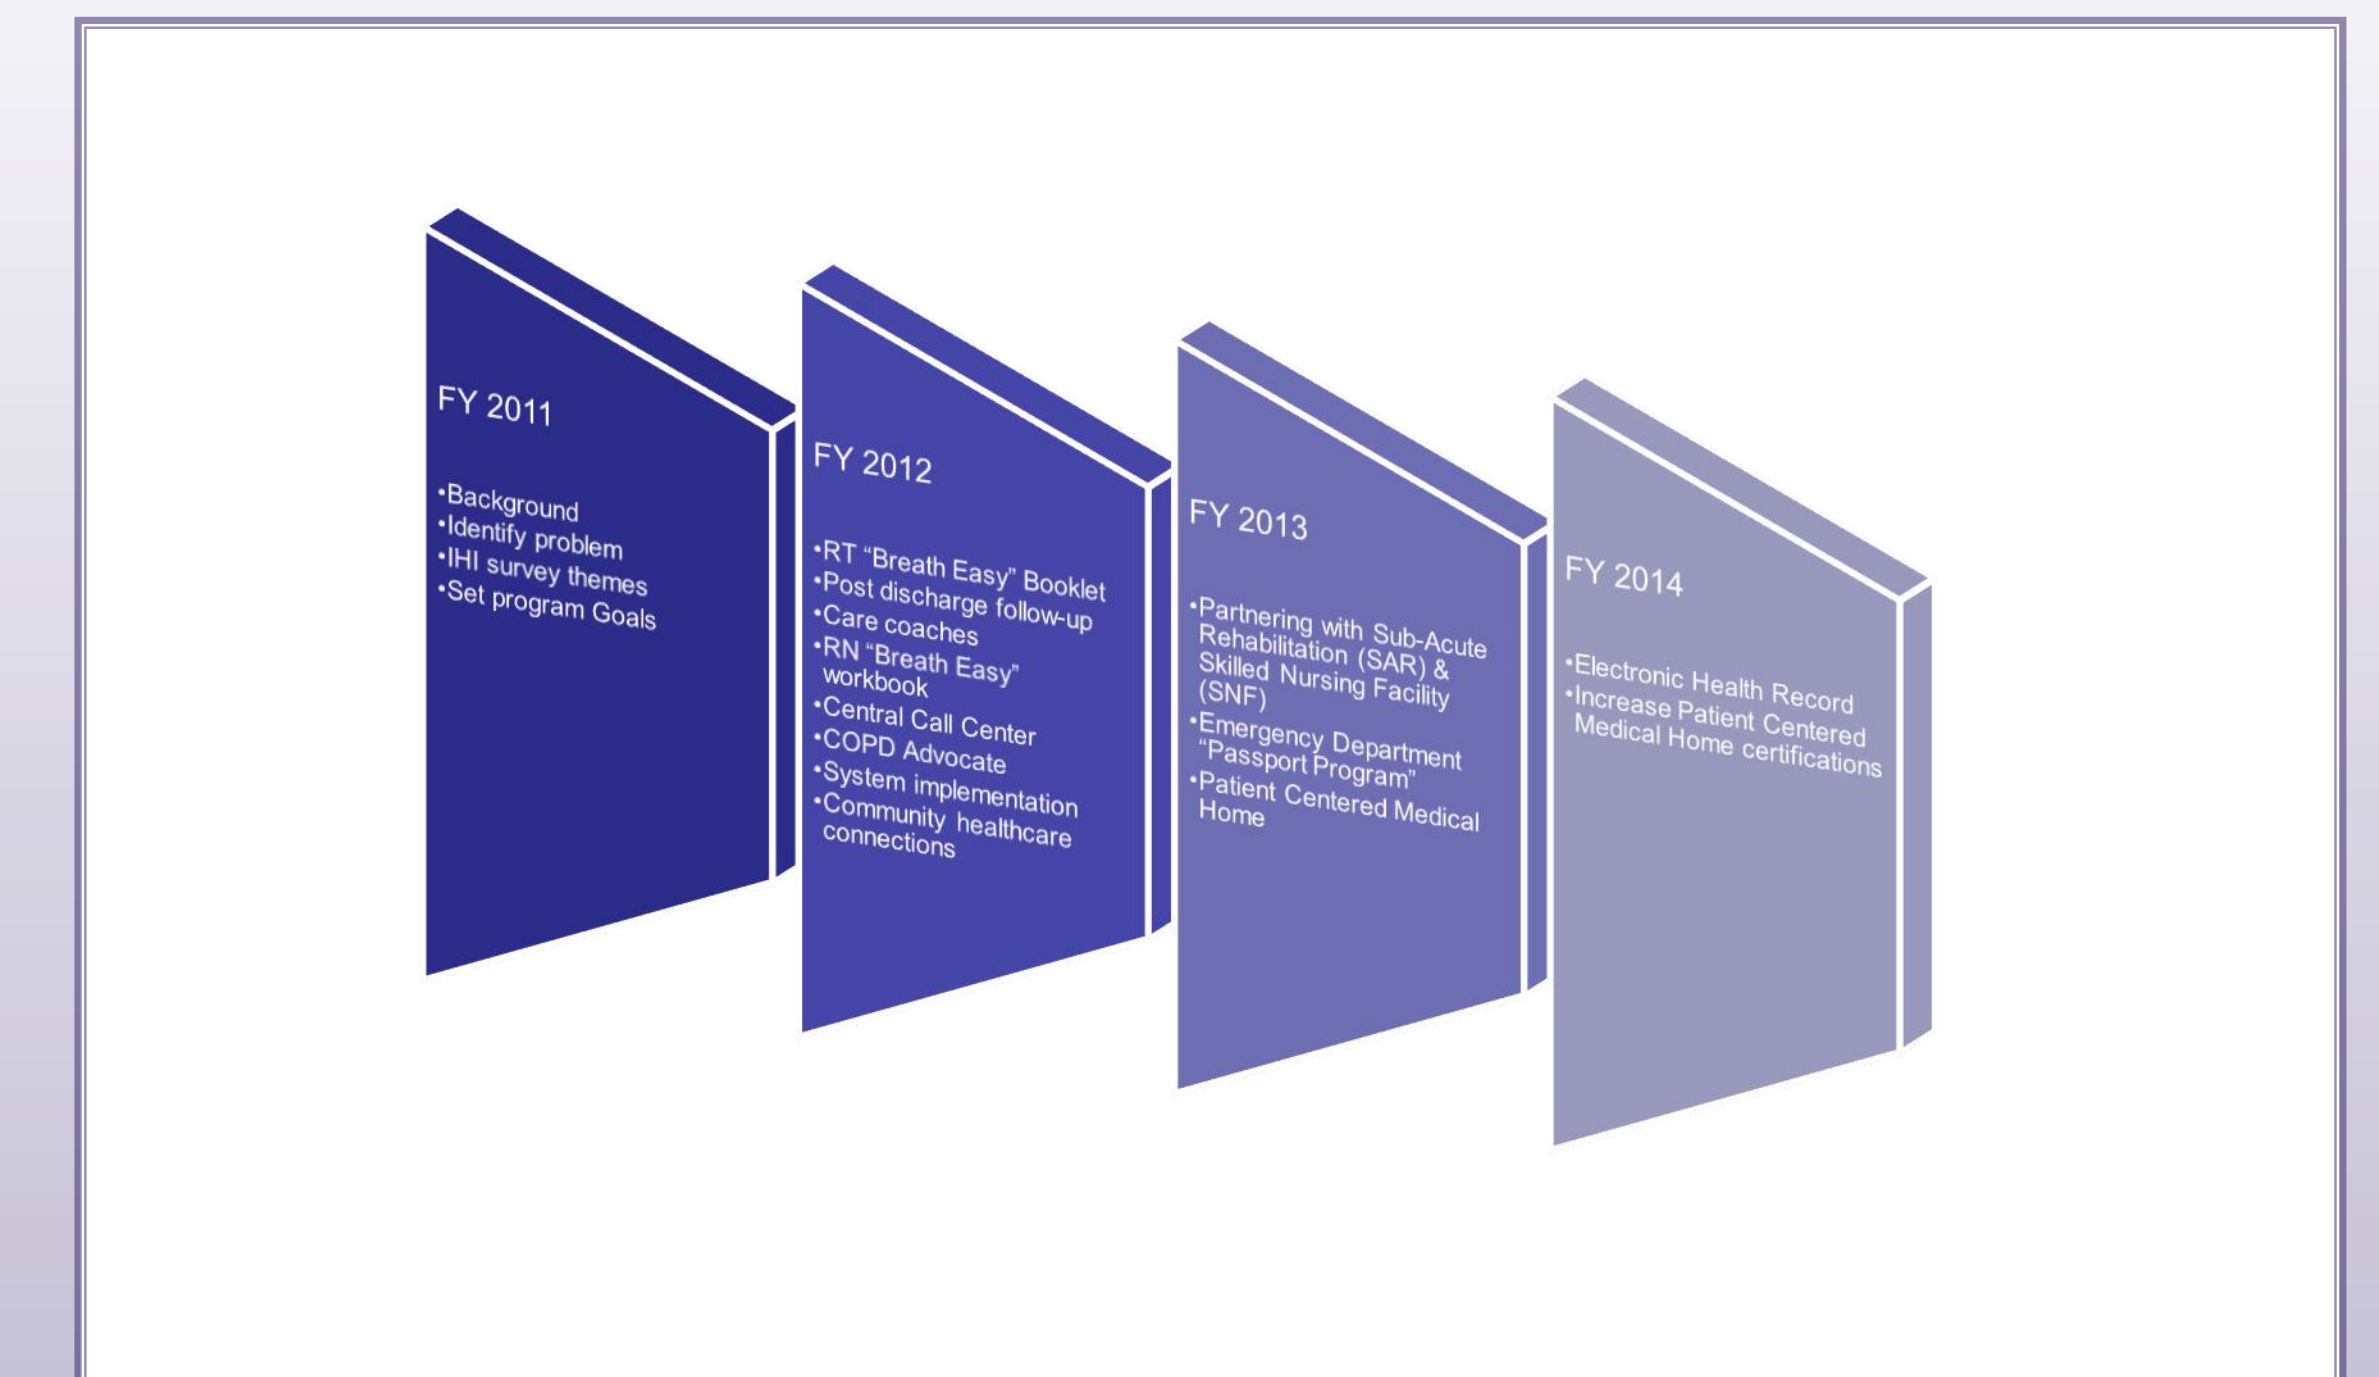 FY 2011
•Background
•Identify problem
•IHI survey themes
•Set program Goals
FY 2012
•RT “Breath Easy” Booklet
•Post discharge follow-up
•Care coaches
•RN “Breath Easy”
workbook
•Central Call Center
•COPD Advocate
•System implementation
•Community healthcare
connections
FY 2013
•Partnering with Sub-Acute
Rehabilitation (SAR) &
Skilled Nursing Facility
(SNF)
•Emergency Department
“Passport Program”
•Patient Centered Medical
Home
FY 2014
•Electronic Health Record
•Increase Patient Centered
Medical Home certifications